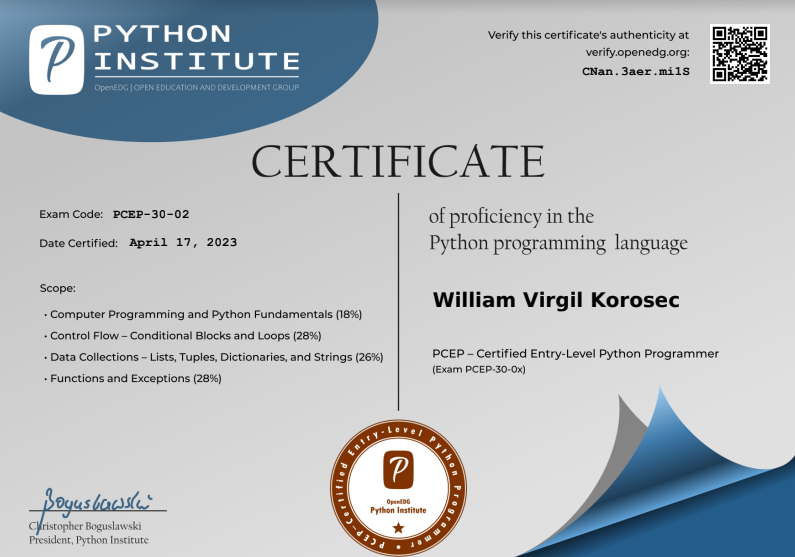 PYTHON
INSTITUTE
OpenEDG | OPEN EDUCATION AND DEVELOPMENT GROUP
Verify this certificate's authenticity at
verify.openedg.org:
CNan.3aer.mi1S
CERTIFICATE
Exam Code: PCEP-30-02
Date Certified: April 17, 2023
Scope:
• Computer Programming and Python Fundamentals (18%)
• Control Flow – Conditional Blocks and Loops (28%)
• Data Collections – Lists, Tuples, Dictionaries, and Strings (26%)
• Functions and Exceptions (28%)
of proficiency in the
Python programming language
William Virgil Korosec
PCEP – Certified Entry-Level Python Programmer
(Exam PCEP-30-0x)
PCEP-Certified Entry-Level Python Programmer
OpenEDG
Python Institute
Boguslawski
Christopher Boguslawski
President, Python Institute